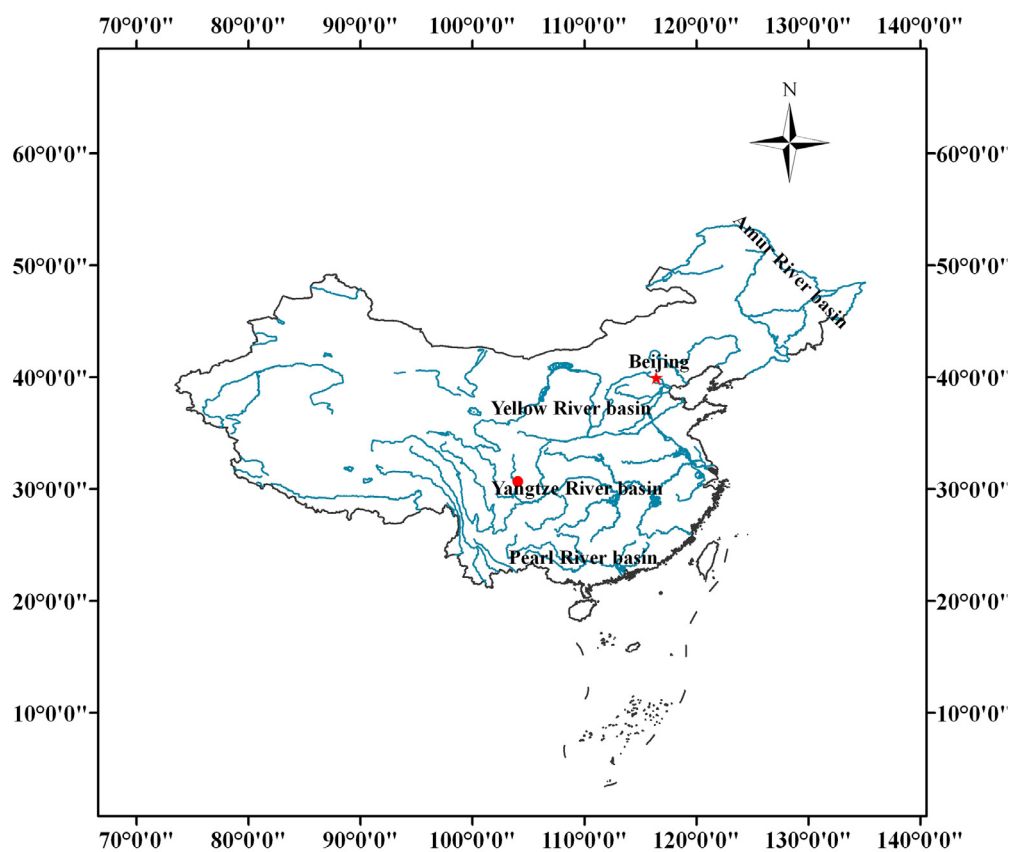 70°0'0" 80°0'0" 90°0'0" 100°0'0" 110°0'0" 120°0'0" 130°0'0" 140°0'0"
N
60°0'0" 60°0'0"
Amur River basin
50°0'0" 50°0'0"
Beijing
40°0'0" 40°0'0"
Yellow River basin
30°0'0" 30°0'0"
Yangtze River basin
Pearl River basin
20°0'0" 20°0'0"
10°0'0" 10°0'0"
70°0'0" 80°0'0" 90°0'0" 100°0'0" 110°0'0" 120°0'0" 130°0'0" 140°0'0"